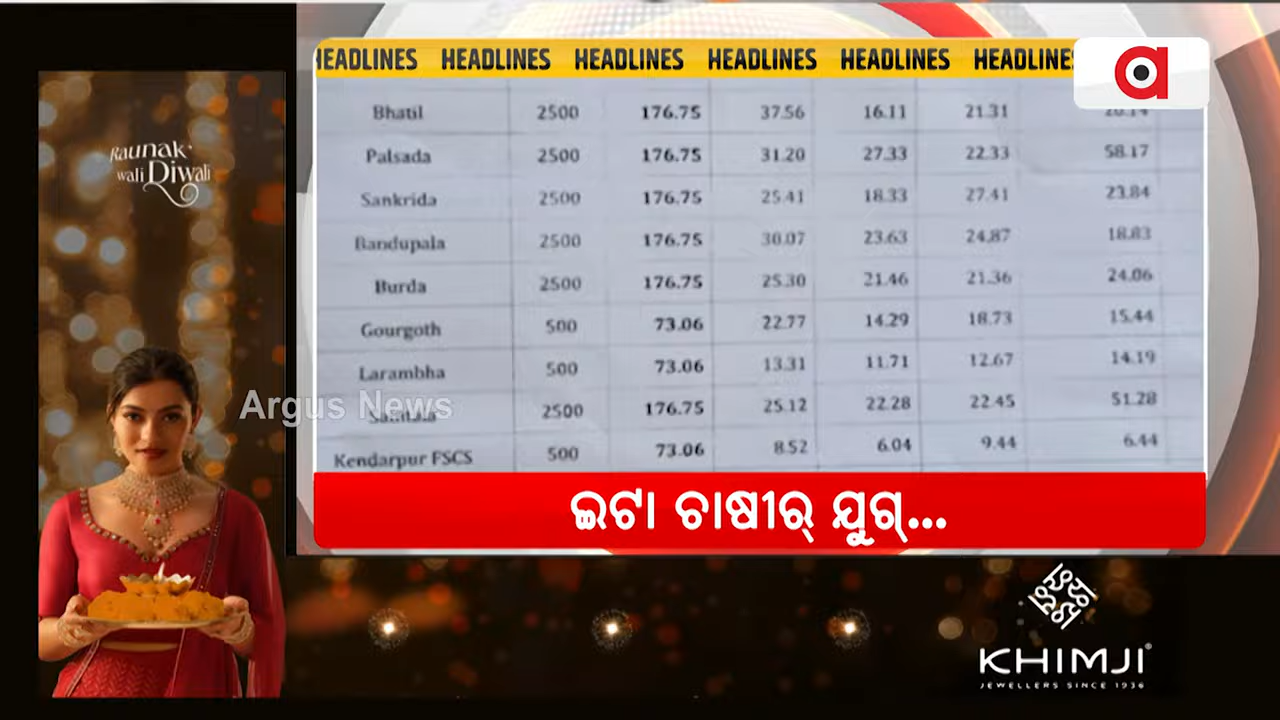 HEADLINES HEADLINES HEADLINES HEADLINES HEADLINES HEADLINES
a
Raunak
wali Diwali
Bhatil 2500 176.75 37.56 16.11 21.31
Palsada 2500 176.75 31.20 27.33 22.33 58.17
Sankrida 2500 176.75 25.41 18.33 27.41 23.84
Bandupala 2500 176.75 30.07 23.63 24.87 18.83
Burda 2500 176.75 25.30 21.46 21.36 24.06
Gourgoth 500 73.06 22.77 14.29 18.73 15.44
Larambha 500 73.06 13.31 11.71 12.67 14.19
Argus News
2500 176.75 25.12 22.28 22.45 51.28
Kendarpur FSCS 500 73.06 8.52 6.04 9.44 6.44
ଇଟା ଚାଷୀର୍ ଯୁଗ୍...
KHIMJI
JEWELLERS SINCE 1936